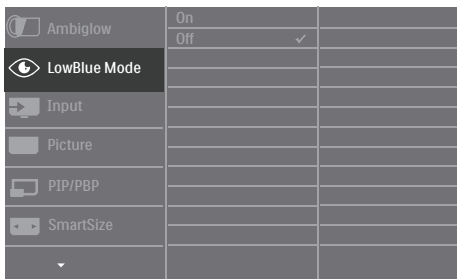 Ambiglow
LowBlue Mode
Input
Picture
PIP/PBP
SmartSize
On
Off